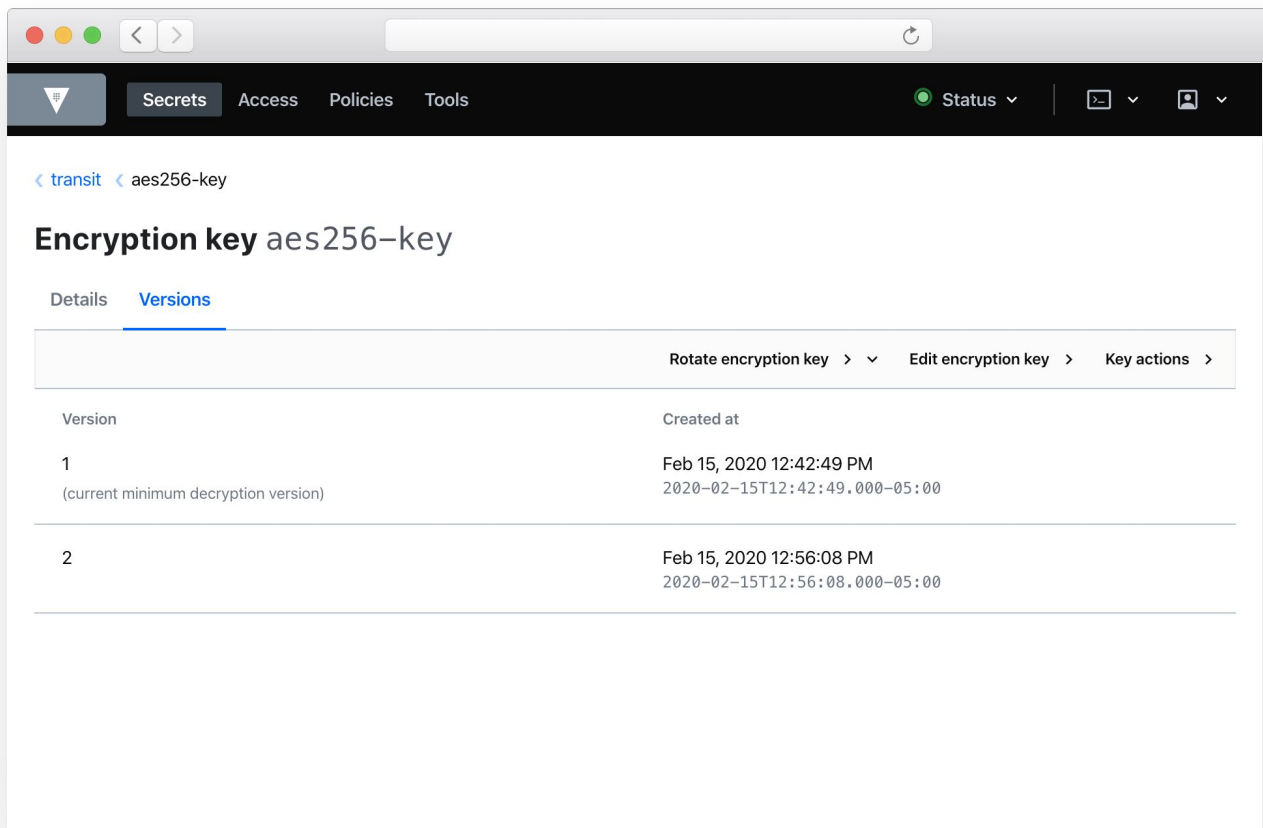 Secrets Access Policies Tools Status
transit aes256-key
Encryption key aes256-key
Details Versions
Rotate encryption key Edit encryption key Key actions
Version Created at
1 Feb 15, 2020 12:42:49 PM
(current minimum decryption version) 2020-02-15T12:42:49.000-05:00
2 Feb 15, 2020 12:56:08 PM
2020-02-15T12:56:08.000-05:00